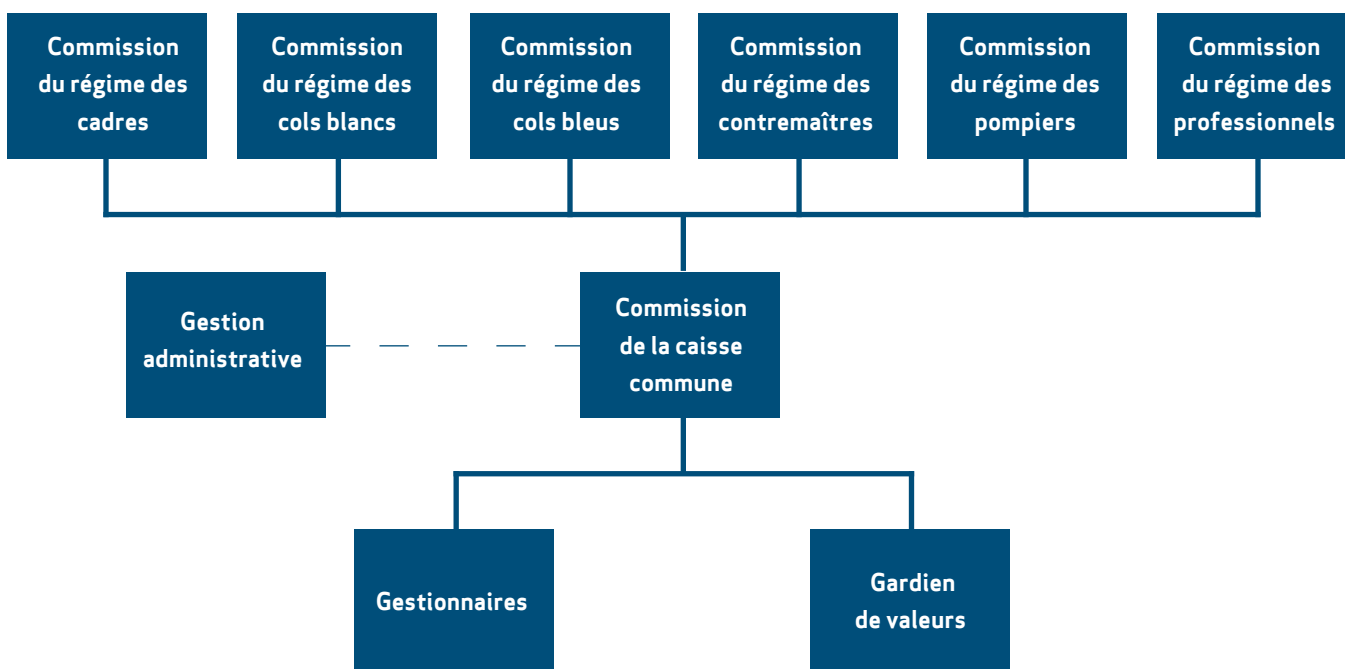 Commission
du régime des
cadres
Commission
du régime des
cols blancs
Commission
du régime des
cols bleus
Commission
du régime des
contremaîtres
Commission
du régime des
pompiers
Commission
du régime des
professionnels
Gestion
administrative
Commission
de la caisse
commune
Gestionnaires
Gardien
de valeurs